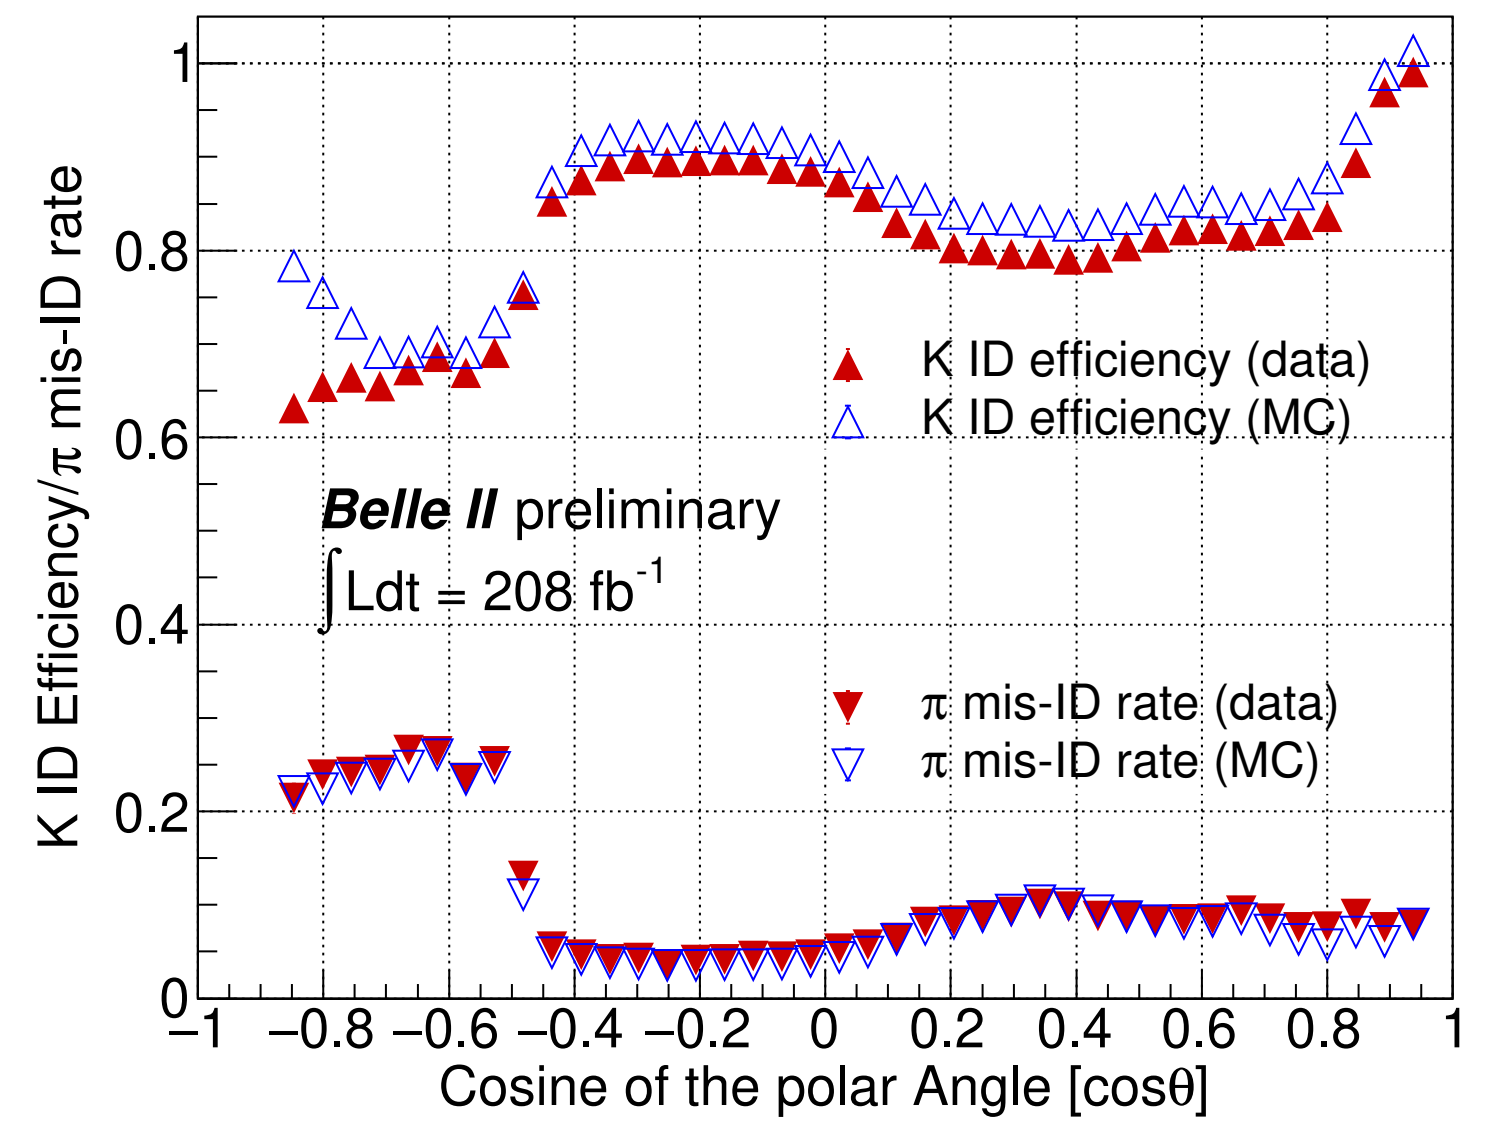 K ID Efficiency/π mis-ID rate
1
0.8
0.6
0.4
0.2
0
K ID efficiency (data)
K ID efficiency (MC)
Belle II preliminary
∫Ldt = 208 fb⁻¹
π mis-ID rate (data)
π mis-ID rate (MC)
−1 −0.8 −0.6 −0.4 −0.2 0 0.2 0.4 0.6 0.8 1
Cosine of the polar Angle [cosθ]